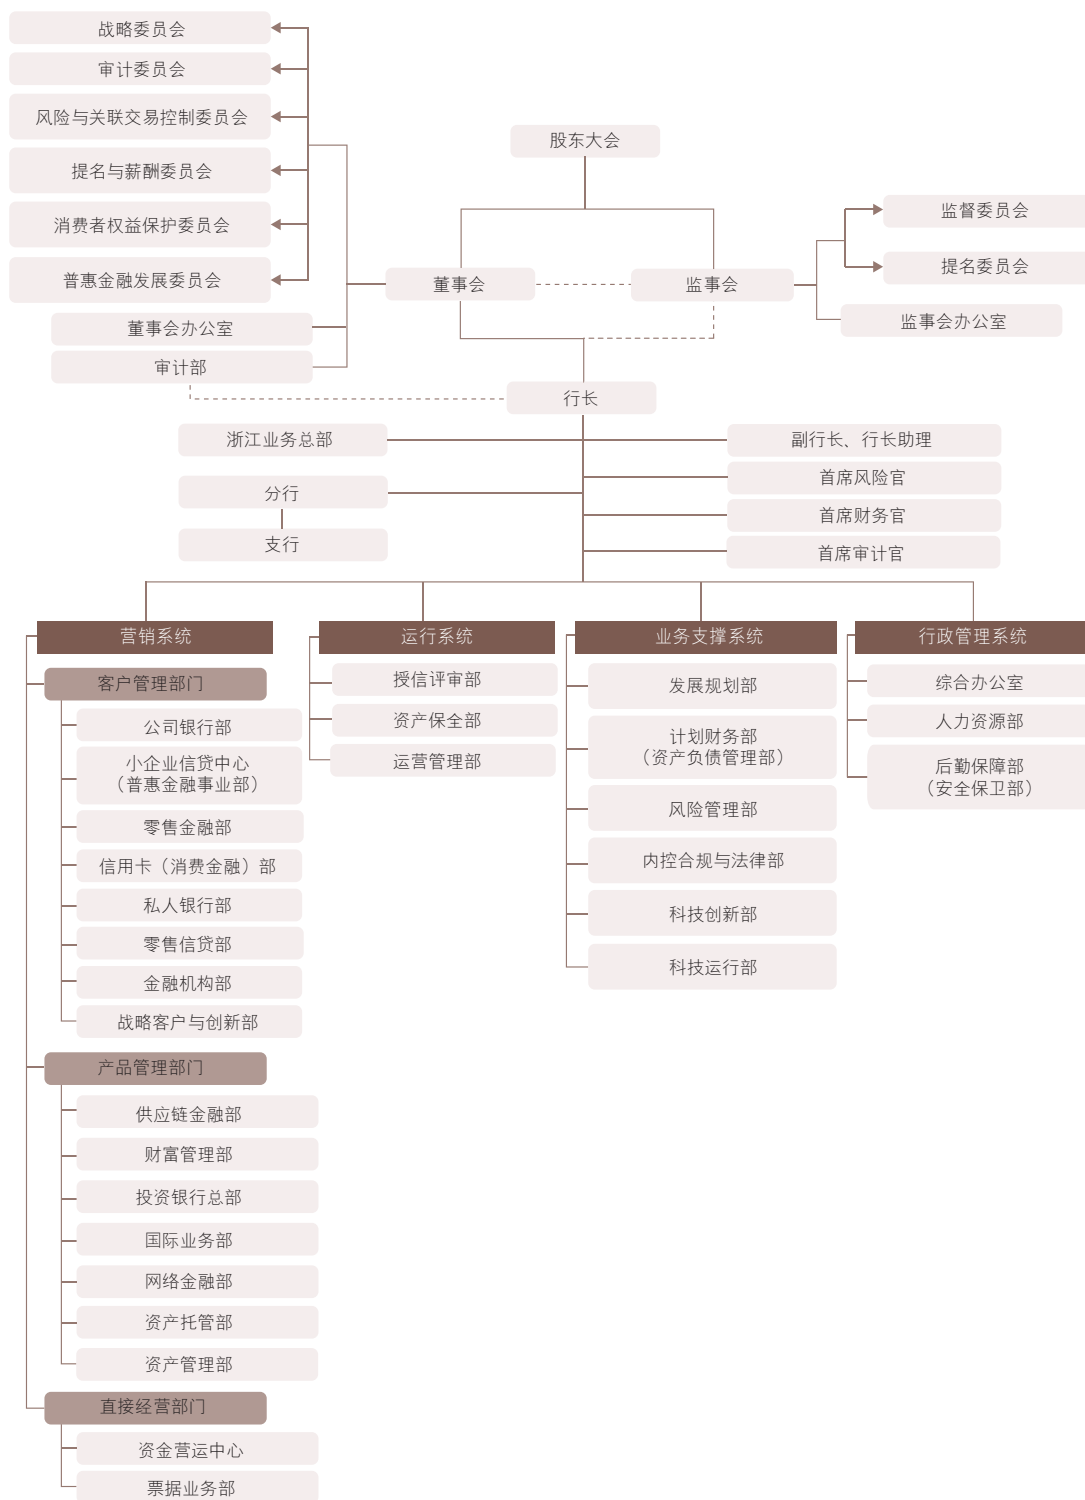 战略委员会
审计委员会
风险与关联交易控制委员会
提名与薪酬委员会
消费者权益保护委员会
普惠金融发展委员会
董事会办公室
审计部
股东大会
董事会
监事会
监督委员会
提名委员会
监事会办公室
行长
浙江业务总部
分行
支行
副行长、行长助理
首席风险官
首席财务官
首席审计官
营销系统
客户管理部门
公司银行部
小企业信贷中心
（普惠金融事业部）
零售金融部
信用卡（消费金融）部
私人银行部
零售信贷部
金融机构部
战略客户与创新部
产品管理部门
供应链金融部
财富管理部
投资银行总部
国际业务部
网络金融部
资产托管部
资产管理部
直接经营部门
资金营运中心
票据业务部
运行系统
授信评审部
资产保全部
运营管理部
业务支撑系统
发展规划部
计划财务部
（资产负债管理部）
风险管理部
内控合规与法律部
科技创新部
科技运行部
行政管理系统
综合办公室
人力资源部
后勤保障部
（安全保卫部）